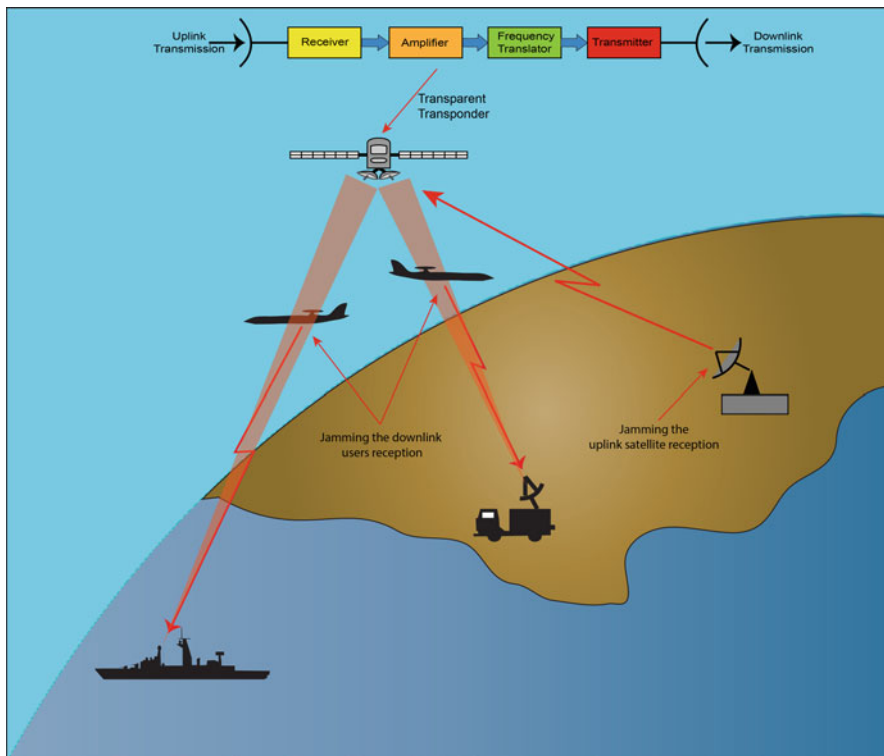 Uplink
Transmission
Receiver
Amplifier
Frequency
Translator
Transmitter
Downlink
Transmission
Transparent
Transponder
Jamming the downlink
users reception
Jamming the
uplink satellite reception